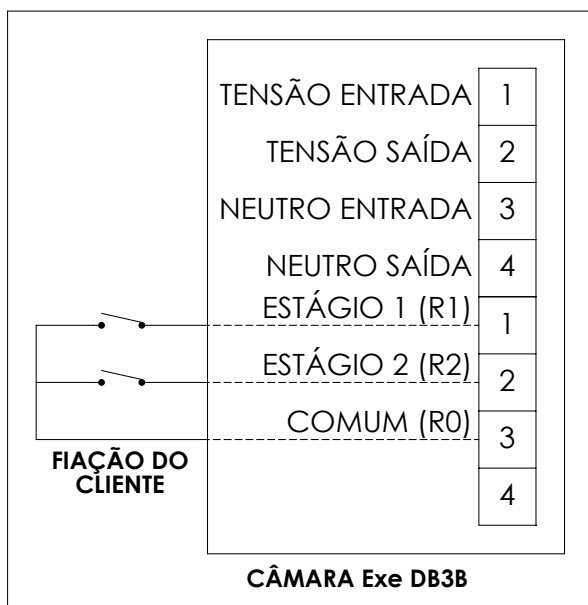 TENSÃO ENTRADA 1
TENSÃO SAÍDA 2
NEUTRO ENTRADA 3
NEUTRO SAÍDA 4
ESTÁGIO 1 (R1) 1
ESTÁGIO 2 (R2) 2
COMUM (R0) 3
4
FIAÇÃO DO
CLIENTE
CÂMARA Exe DB3B